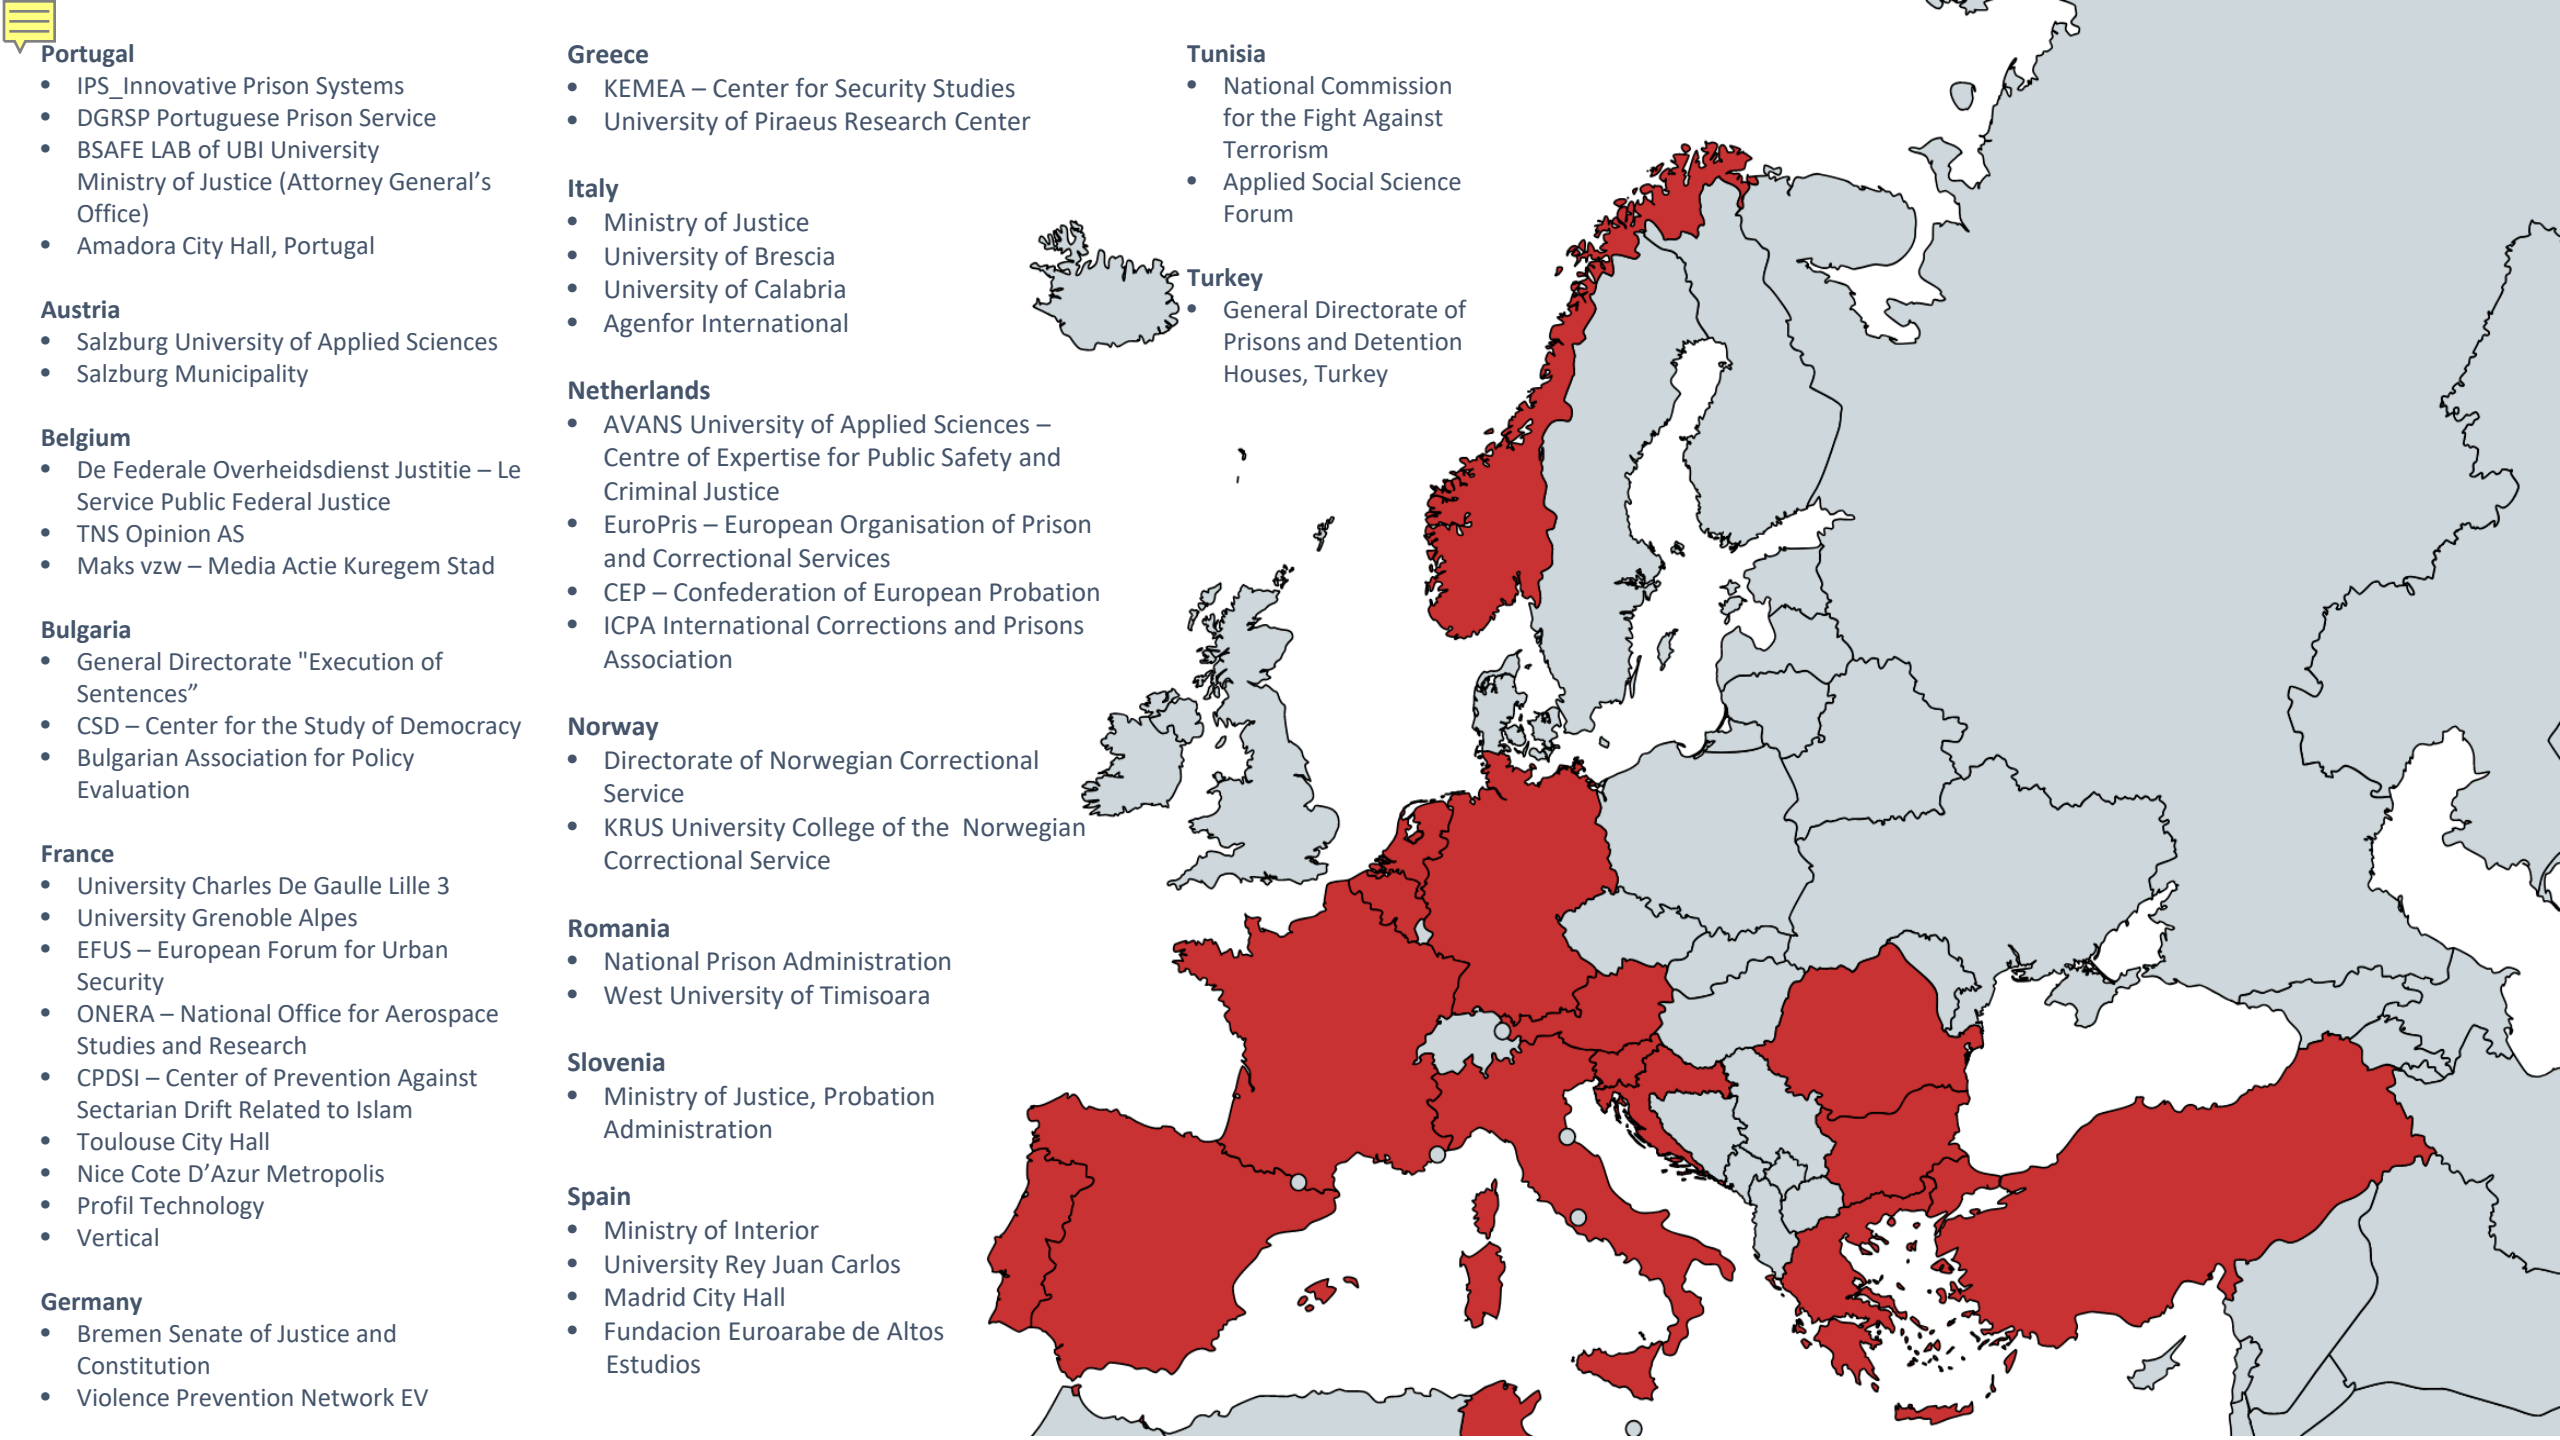 Portugal
• IPS_Innovative Prison Systems
• DGRSP Portuguese Prison Service
• BSAFE LAB of UBI University
Ministry of Justice (Attorney General’s
Office)
• Amadora City Hall, Portugal
Austria
• Salzburg University of Applied Sciences
• Salzburg Municipality
Belgium
• De Federale Overheidsdienst Justitie – Le
Service Public Federal Justice
• TNS Opinion AS
• Maks vzw – Media Actie Kuregem Stad
Bulgaria
• General Directorate "Execution of
Sentences”
• CSD – Center for the Study of Democracy
• Bulgarian Association for Policy
Evaluation
France
• University Charles De Gaulle Lille 3
• University Grenoble Alpes
• EFUS – European Forum for Urban
Security
• ONERA – National Office for Aerospace
Studies and Research
• CPDSI – Center of Prevention Against
Sectarian Drift Related to Islam
• Toulouse City Hall
• Nice Cote D’Azur Metropolis
• Profil Technology
• Vertical
Germany
• Bremen Senate of Justice and
Constitution
• Violence Prevention Network EV
Greece
• KEMEA – Center for Security Studies
• University of Piraeus Research Center
Italy
• Ministry of Justice
• University of Brescia
• University of Calabria
• Agenfor International
Netherlands
• AVANS University of Applied Sciences –
Centre of Expertise for Public Safety and
Criminal Justice
• EuroPris – European Organisation of Prison
and Correctional Services
• CEP – Confederation of European Probation
• ICPA International Corrections and Prisons
Association
Norway
• Directorate of Norwegian Correctional
Service
• KRUS University College of the  Norwegian
Correctional Service
Romania
• National Prison Administration
• West University of Timisoara
Slovenia
• Ministry of Justice, Probation
Administration
Spain
• Ministry of Interior
• University Rey Juan Carlos
• Madrid City Hall
• Fundacion Euroarabe de Altos
Estudios
Tunisia
• National Commission
for the Fight Against
Terrorism
• Applied Social Science
Forum
Turkey
• General Directorate of
Prisons and Detention
Houses, Turkey